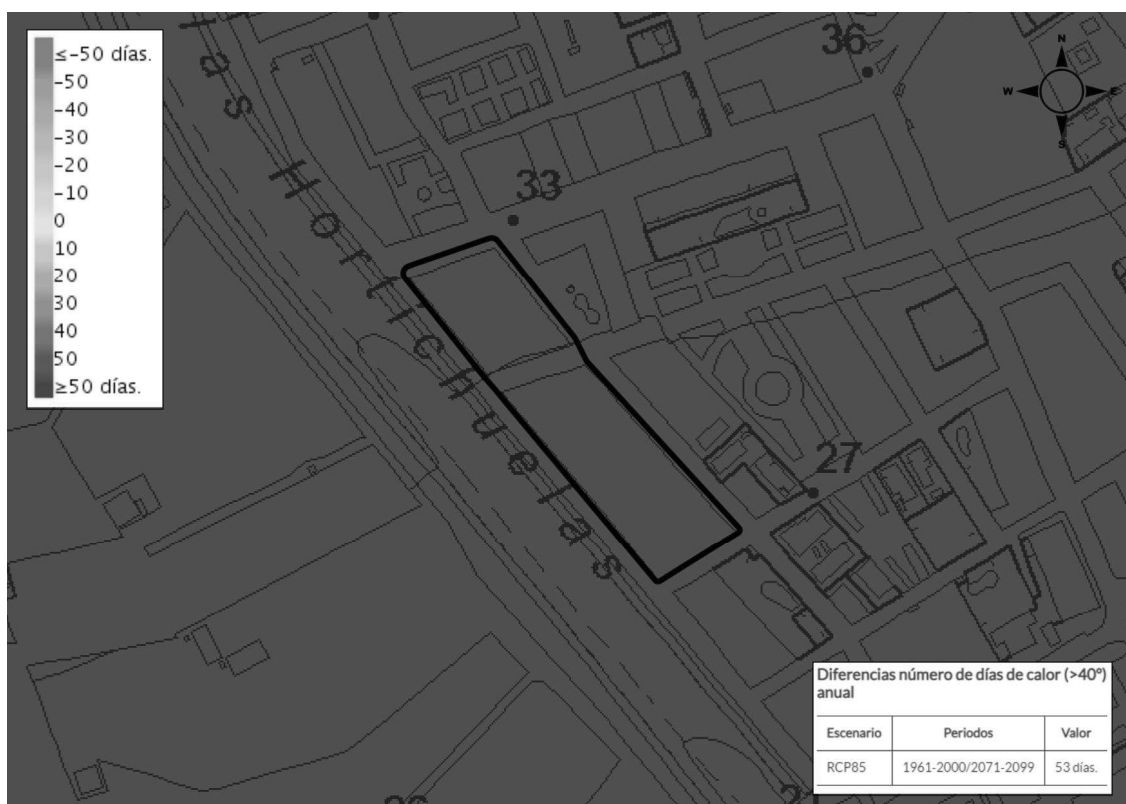 ≤-50 días.
-50
-40
-30
-20
-10
0
10
20
30
40
50
≥50 días.
36
N
W
E
S
33
Hortichuelas
27
Diferencias número de días de calor (>40º)
anual
Escenario Periodos Valor
RCP85 1961-2000/2071-2099 53 días.